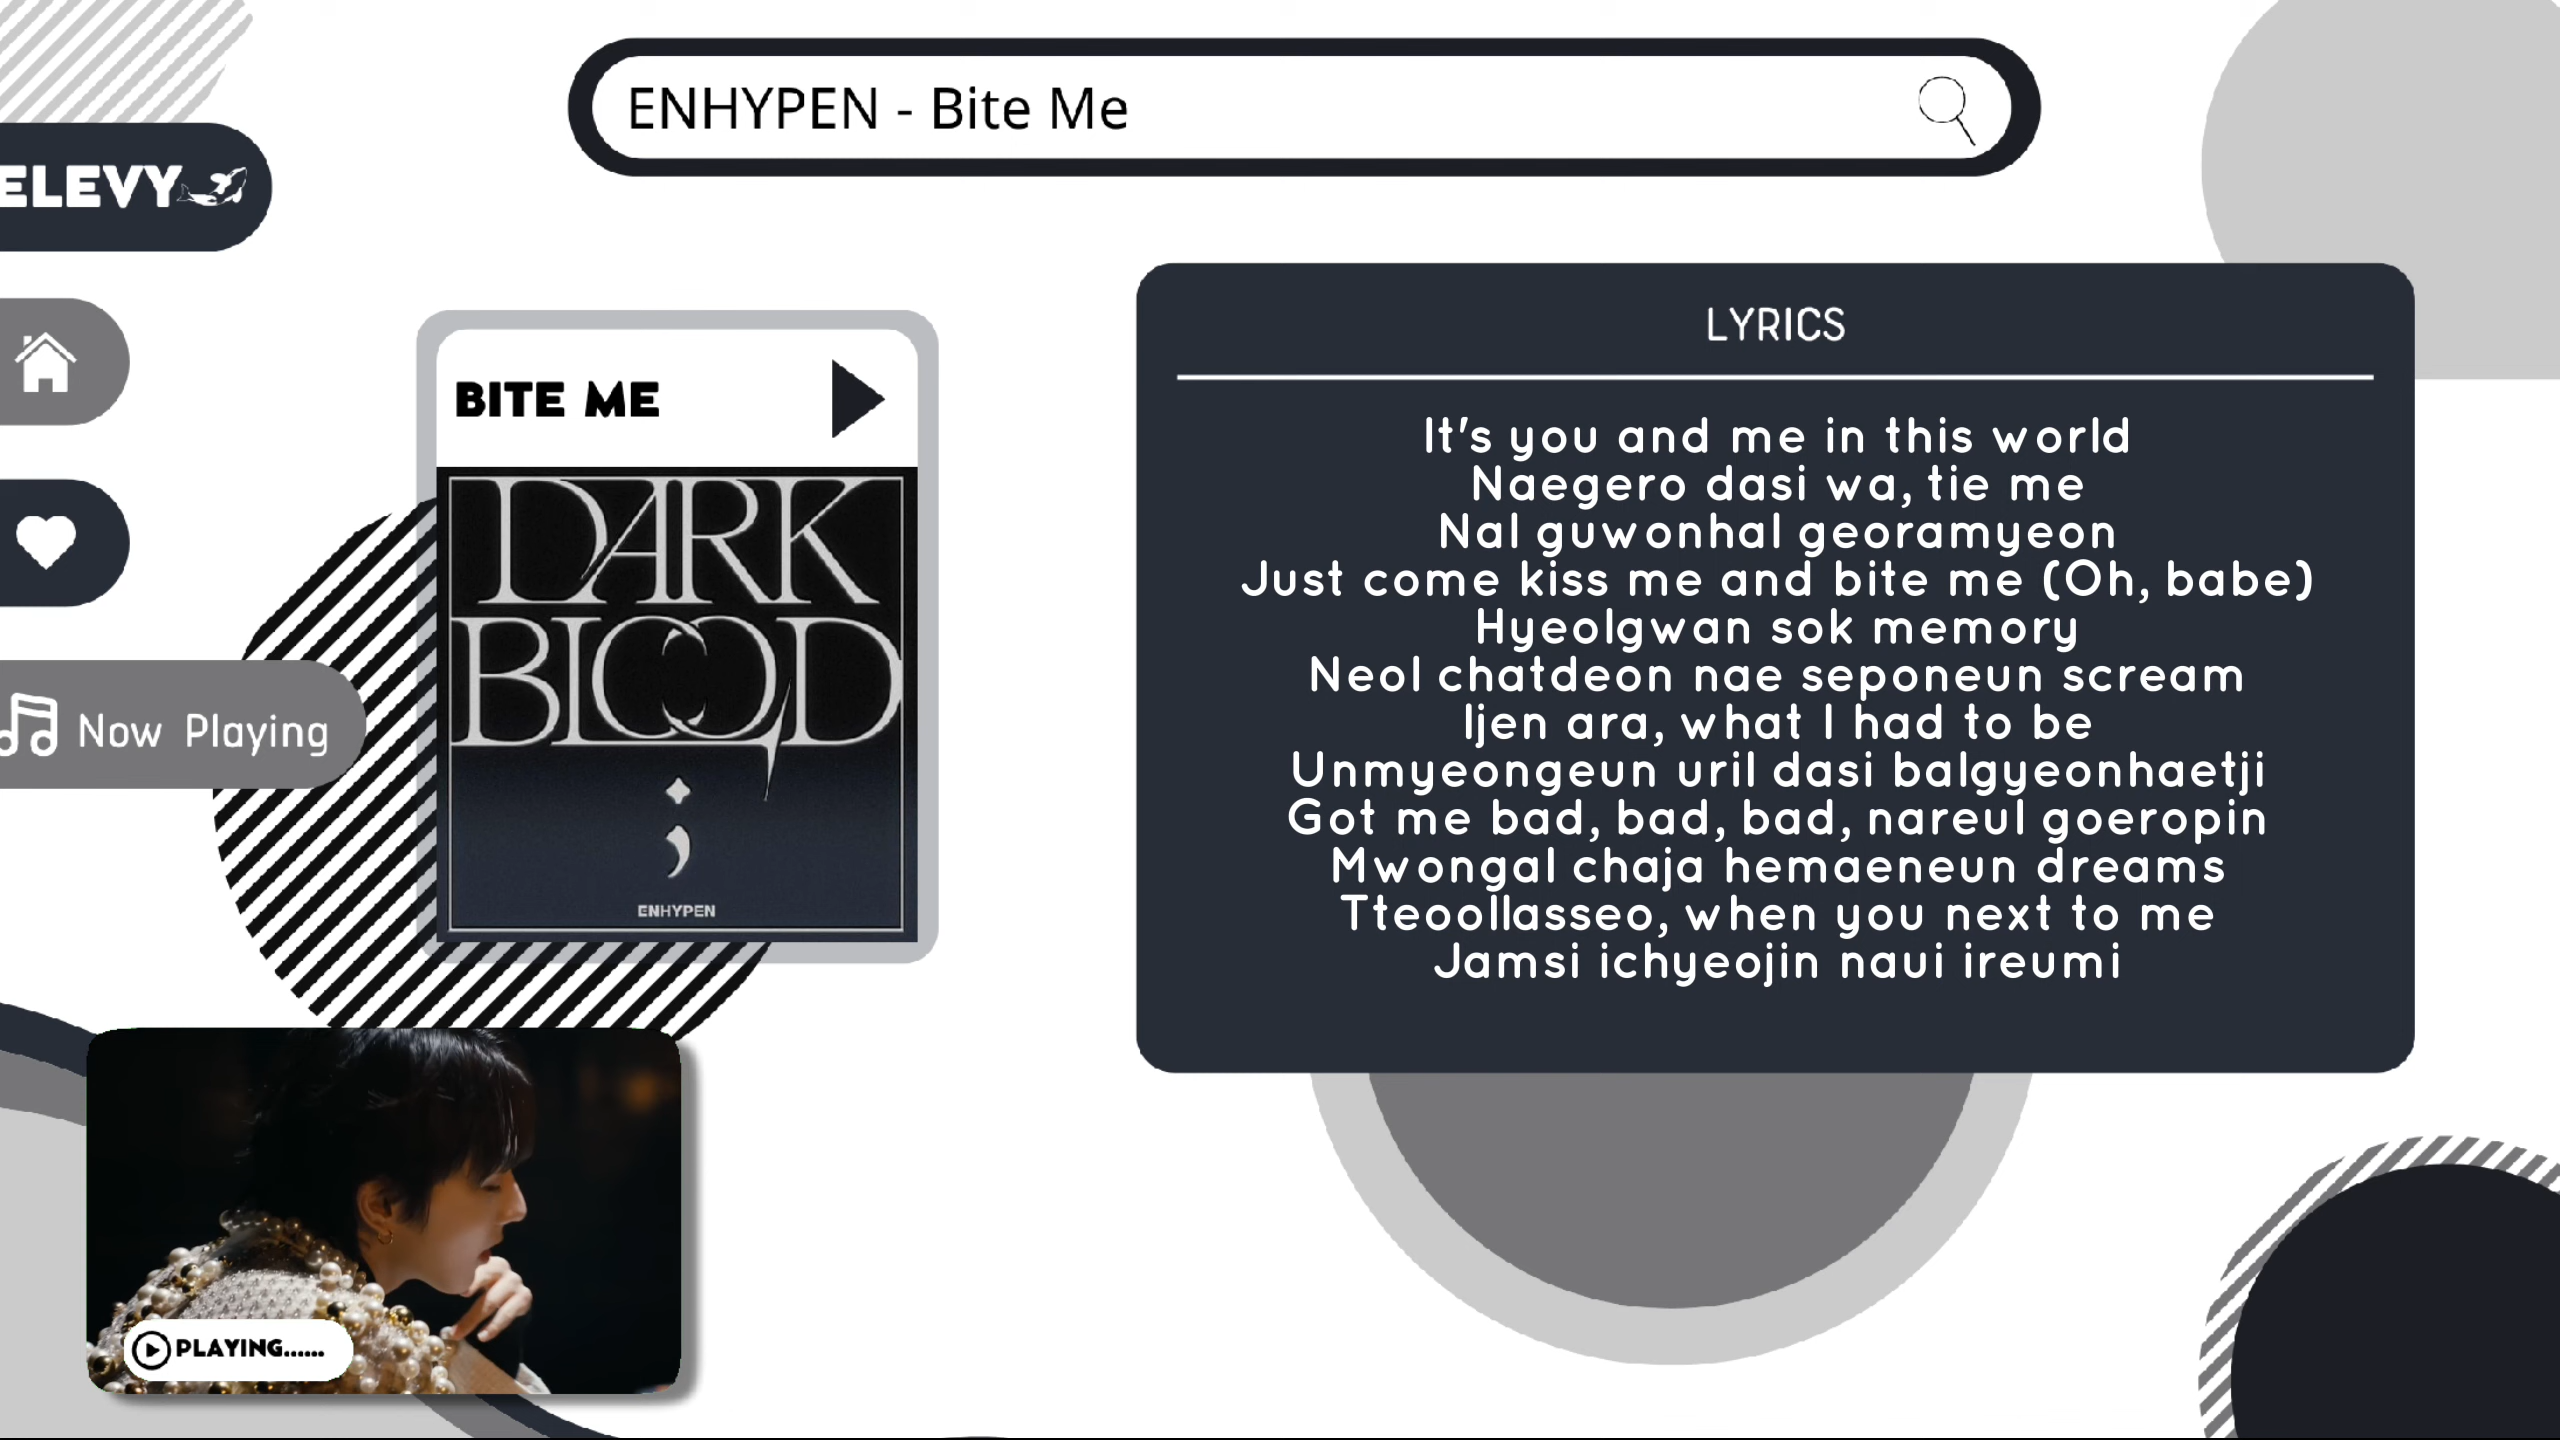 ENHYPEN - Bite Me
ELEVY
Now Playing
BITE ME
DARK
BLOOD
;
ENHYPEN
PLAYING......
LYRICS
It's you and me in this world
Naegero dasi wa, tie me
Nal guwonhal georamyeon
Just come kiss me and bite me (Oh, babe)
Hyeolgwan sok memory
Neol chatdeon nae seponeun scream
Ijen ara, what I had to be
Unmyeongeun uril dasi balgyeonhaetji
Got me bad, bad, bad, nareul goeropin
Mwongal chaja hemaeneun dreams
Tteoollasseo, when you next to me
Jamsi ichyeojin naui ireumi